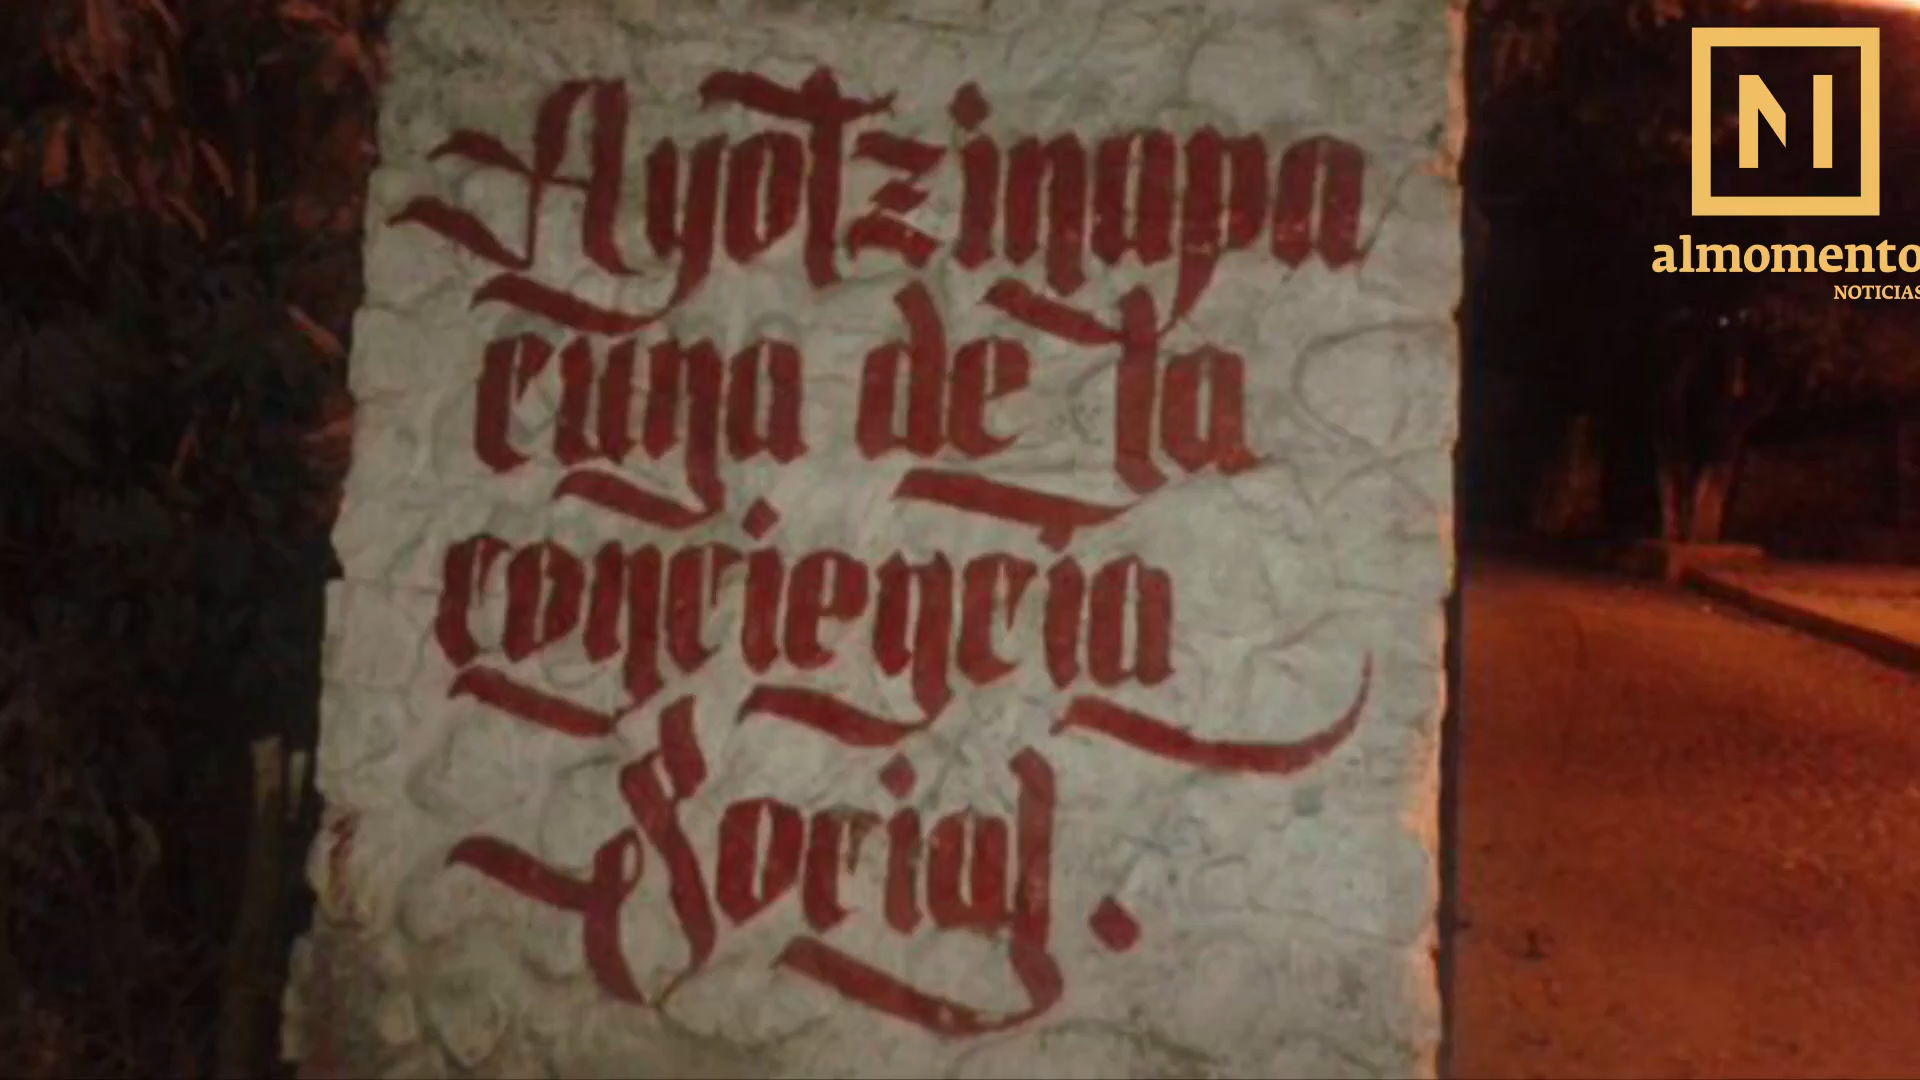 Ayotzinapa
cuna de la
conciencia
Social.
N
almomento
NOTICIAS